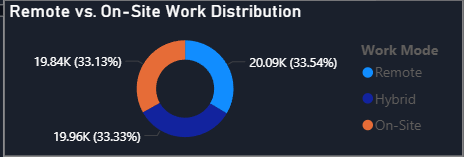 Remote vs. On-Site Work Distribution
19.84K (33.13%)
20.09K (33.54%)
19.96K (33.33%)
Work Mode
Remote
Hybrid
On-Site